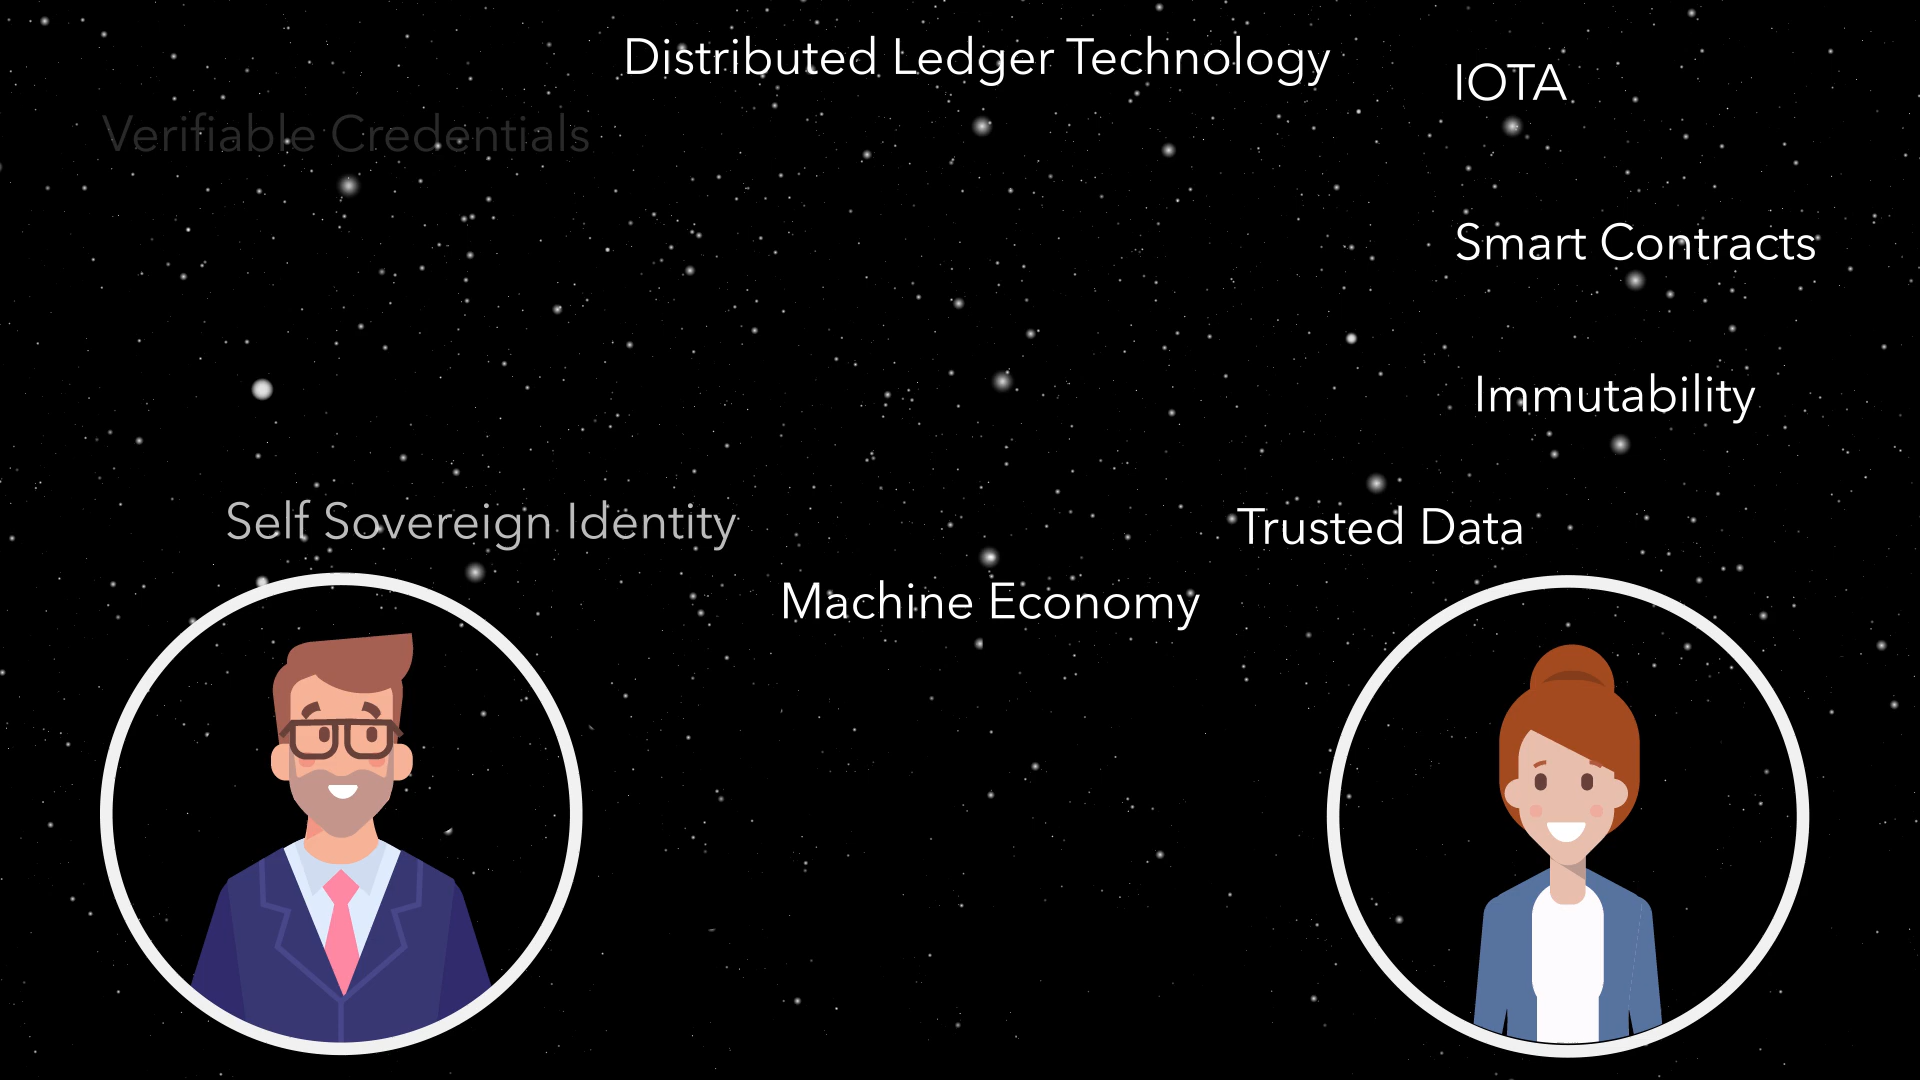 Distributed Ledger Technology
IOTA
Verifiable Credentials
Smart Contracts
Immutability
Self Sovereign Identity
Trusted Data
Machine Economy